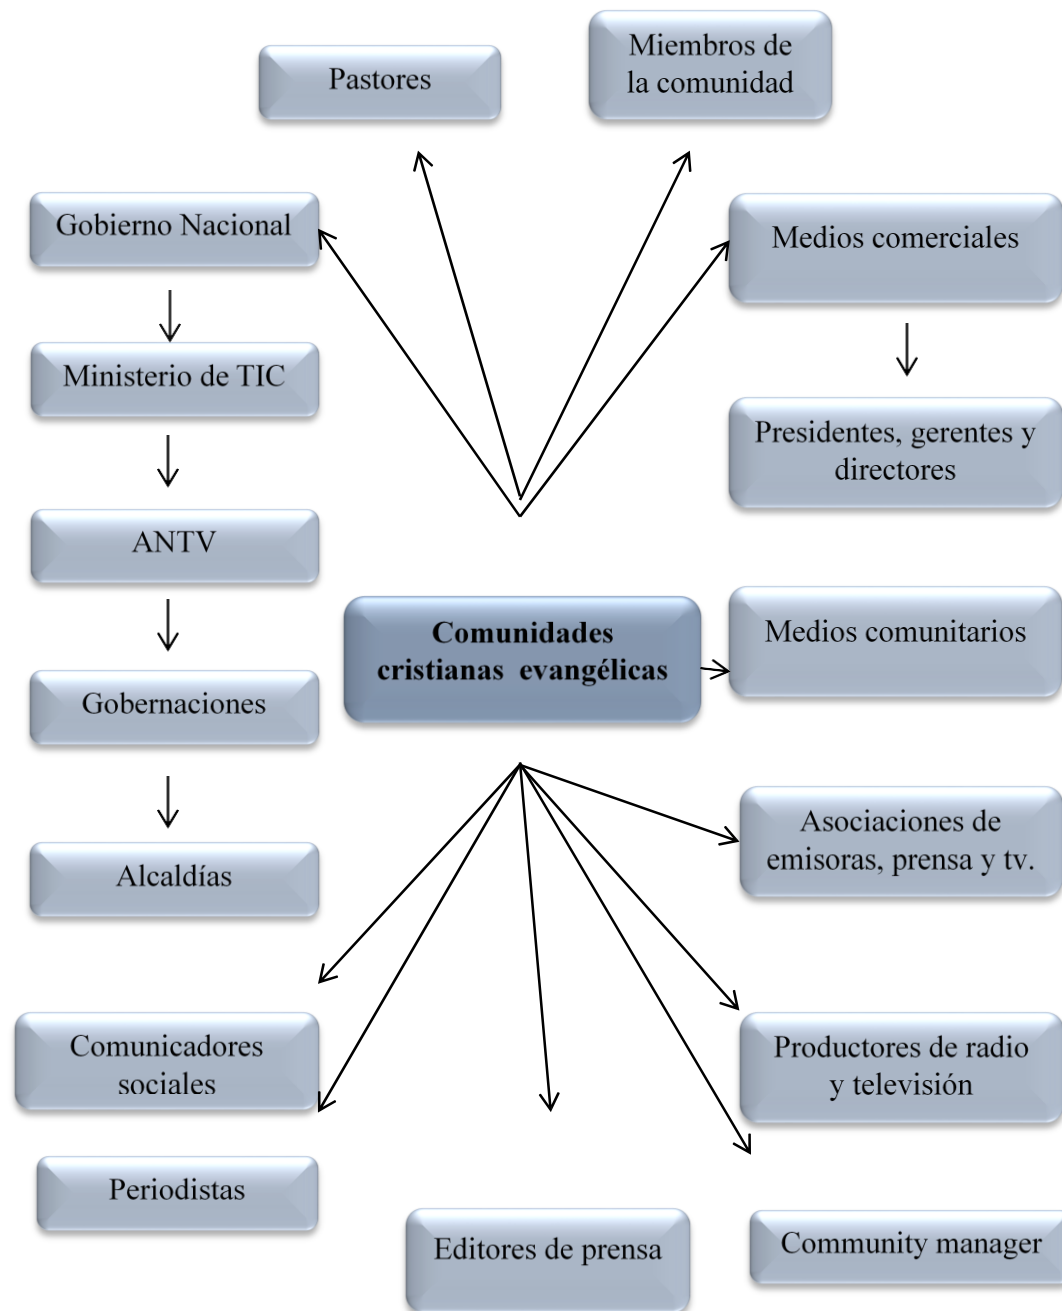 Pastores
Miembros de
la comunidad
Gobierno Nacional
Medios comerciales
Ministerio de TIC
Presidentes, gerentes y
directores
ANTV
Comunidades
cristianas evangélicas
Medios comunitarios
Gobernaciones
Asociaciones de
emisoras, prensa y tv.
Alcaldías
Comunicadores
sociales
Productores de radio
y televisión
Periodistas
Editores de prensa
Community manager